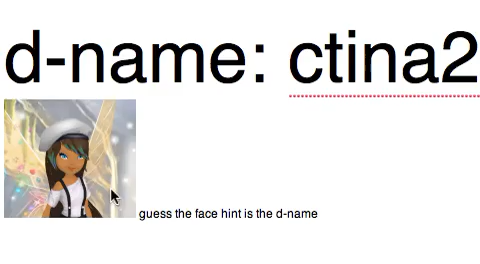 d-name: ctina2
guess the face hint is the d-name